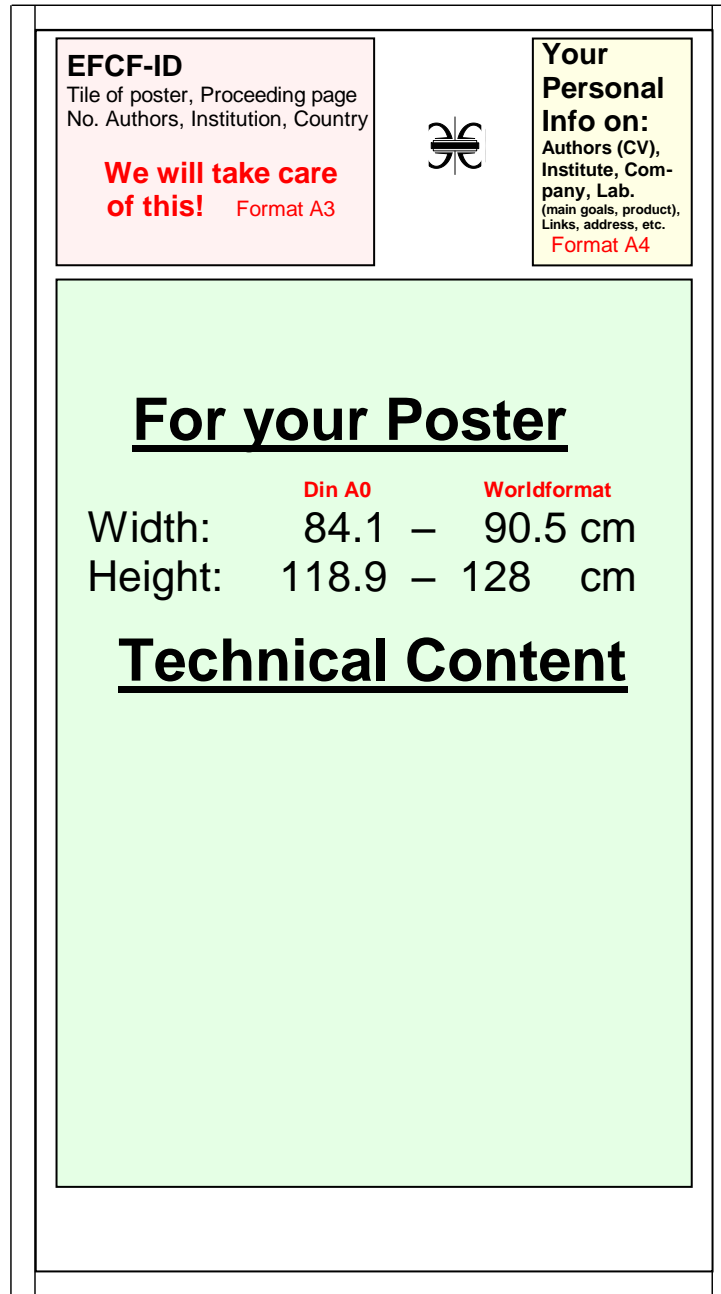 EFCF-ID
Tile of poster, Proceeding page
No. Authors, Institution, Country
We will take care
of this! Format A3
Your
Personal
Info on:
Authors (CV),
Institute, Com-
pany, Lab.
(main goals, product),
Links, address, etc.
Format A4
For your Poster
Din A0 Worldformat
Width: 84.1 – 90.5 cm
Height: 118.9 – 128 cm
Technical Content